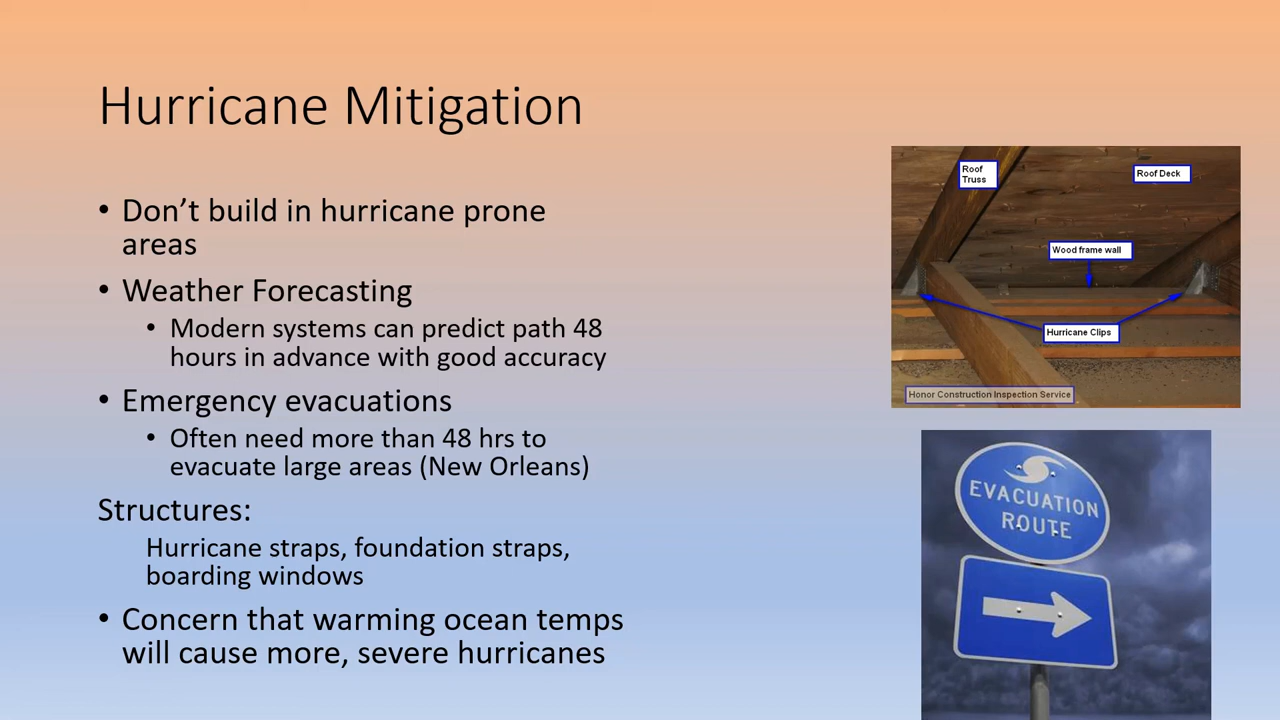 Hurricane Mitigation
• Don’t build in hurricane prone
areas
• Weather Forecasting
• Modern systems can predict path 48
hours in advance with good accuracy
• Emergency evacuations
• Often need more than 48 hrs to
evacuate large areas (New Orleans)
Structures:
Hurricane straps, foundation straps,
boarding windows
• Concern that warming ocean temps
will cause more, severe hurricanes
Roof
Truss
Roof Deck
Wood frame wall
Hurricane Clips
Honor Construction Inspection Service
EVACUATION
ROUTE